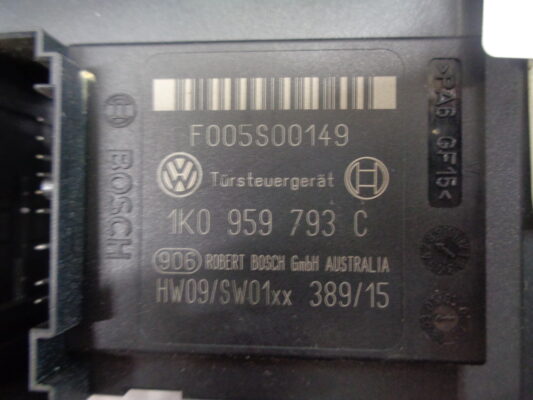 F005S00149
Türsteuergerät
1K0 959 793 C
906 ROBERT BOSCH GmbH AUSTRALIA
HW09/SW01xx 389/15
BOSCH
>PA6 GF15<